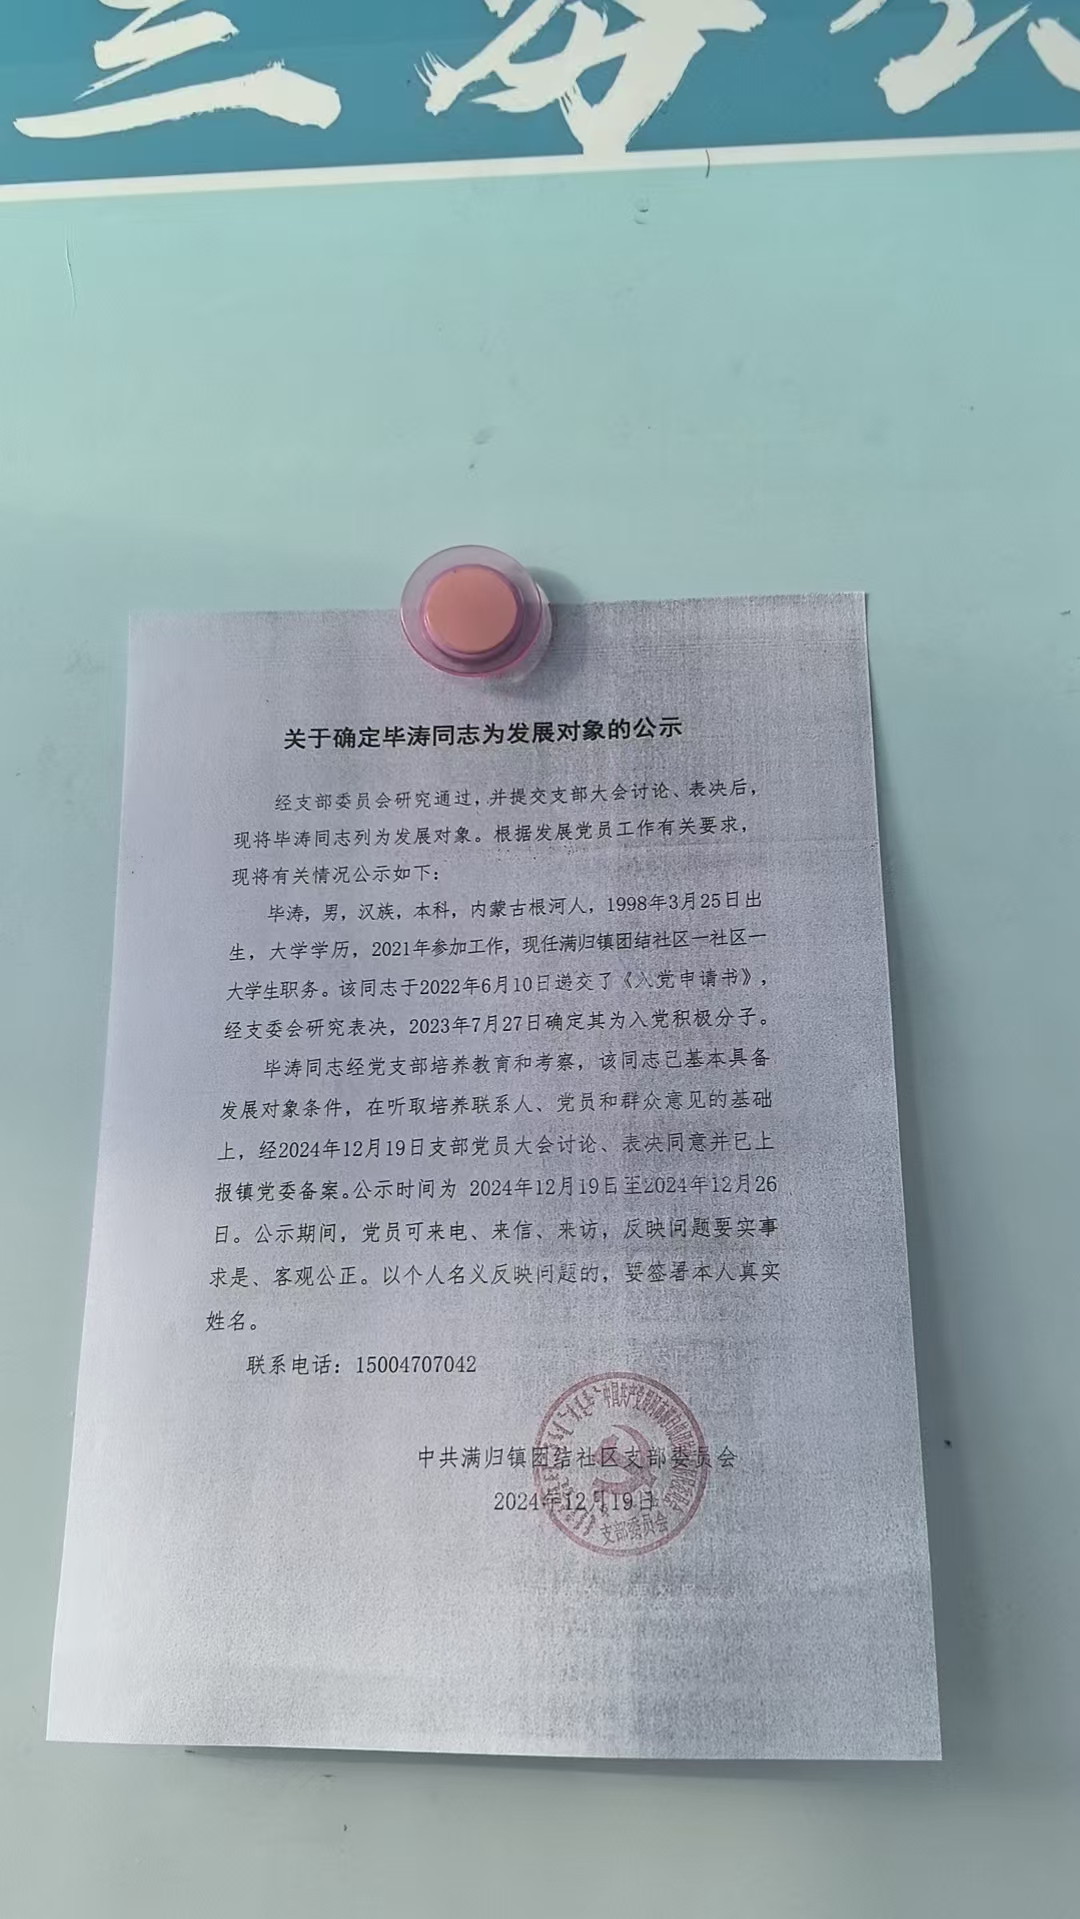 三务公
关于确定毕涛同志为发展对象的公示
经支部委员会研究通过，并提交支部大会讨论、表决后，
现将毕涛同志列为发展对象。根据发展党员工作有关要求，
现将有关情况公示如下：
毕涛，男，汉族，本科，内蒙古根河人，1998年3月25日出
生，大学学历，2021年参加工作，现任满归镇团结社区一社区一
大学生职务。该同志于2022年6月10日递交了《入党申请书》，
经支委会研究表决，2023年7月27日确定其为入党积极分子。
毕涛同志经党支部培养教育和考察，该同志已基本具备
发展对象条件，在听取培养联系人、党员和群众意见的基础
上，经2024年12月19日支部党员大会讨论、表决同意并已上
报镇党委备案。公示时间为 2024年12月19日至2024年12月26
日。公示期间，党员可来电、来信、来访，反映问题要实事
求是、客观公正。以个人名义反映问题的，要签署本人真实
姓名。
联系电话：15004707042
中共满归镇团结社区支部委员会
2024年12月19日
支部委员会